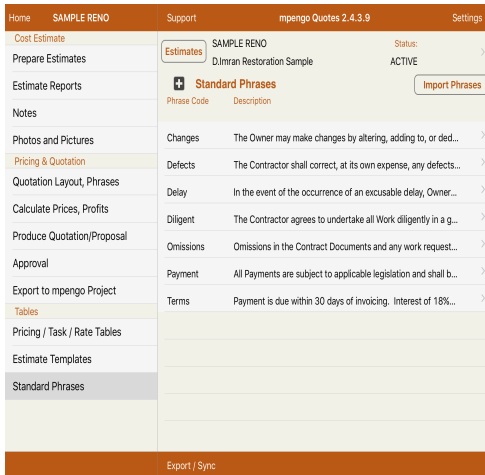 Home SAMPLE RENO Support mpengo Quotes 2.4.3.9 Settings
Cost Estimate
Prepare Estimates
Estimate Reports
Notes
Photos and Pictures
Pricing & Quotation
Quotation Layout, Phrases
Calculate Prices, Profits
Produce Quotation/Proposal
Approval
Export to mpengo Project
Tables
Pricing / Task / Rate Tables
Estimate Templates
Standard Phrases
Estimates
SAMPLE RENO Status:
D.Imran Restoration Sample ACTIVE
Standard Phrases Import Phrases
Phrase Code Description
Changes The Owner may make changes by altering, adding to, or ded...
Defects The Contractor shall correct, at its own expense, any defects...
Delay In the event of the occurrence of an excusable delay, Owner...
Diligent The Contractor agrees to undertake all Work diligently in a g...
Omissions Omissions in the Contract Documents and any work request...
Payment All Payments are subject to applicable legislation and shall b...
Terms Payment is due within 30 days of invoicing. Interest of 18%...
Export / Sync